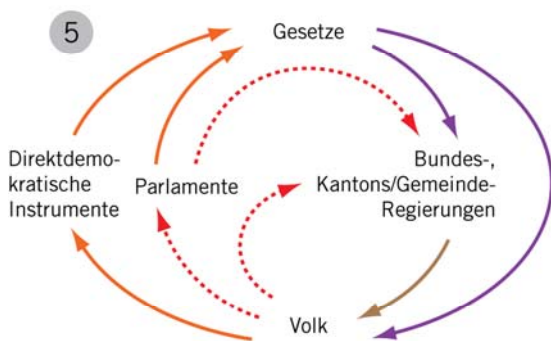 5
Gesetze
Direktdemo-
kratische
Instrumente
Parlamente
Bundes-,
Kantons/Gemeinde-
Regierungen
Volk